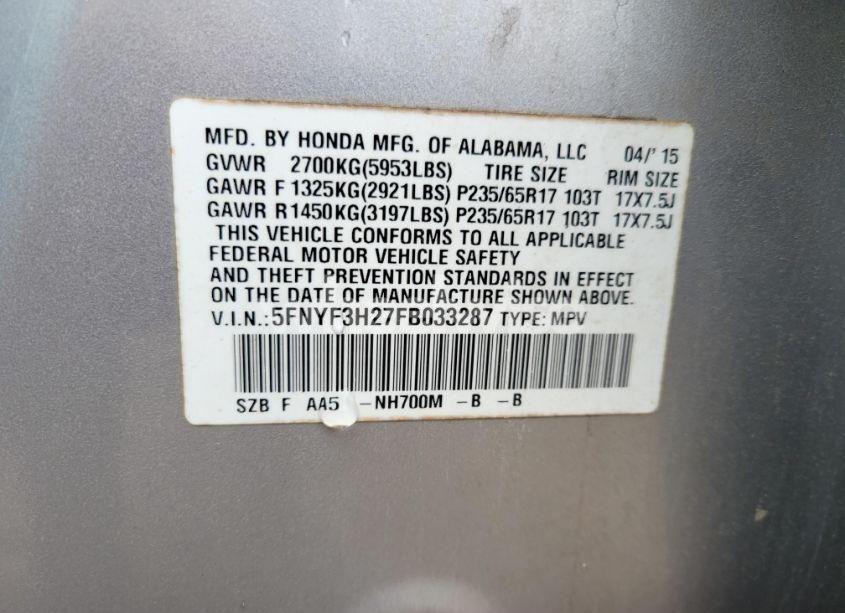 MFD. BY HONDA MFG. OF ALABAMA, LLC 04/'15
GVWR 2700KG(5953LBS) TIRE SIZE RIM SIZE
GAWR F 1325KG(2921LBS) P235/65R17 103T 17X7.5J
GAWR R1450KG(3197LBS) P235/65R17 103T 17X7.5J
THIS VEHICLE CONFORMS TO ALL APPLICABLE
FEDERAL MOTOR VEHICLE SAFETY
AND THEFT PREVENTION STANDARDS IN EFFECT
ON THE DATE OF MANUFACTURE SHOWN ABOVE.
V.I.N.:5FNYF3H27FB033287 TYPE: MPV
SZB F AA5 -NH700M -B -B